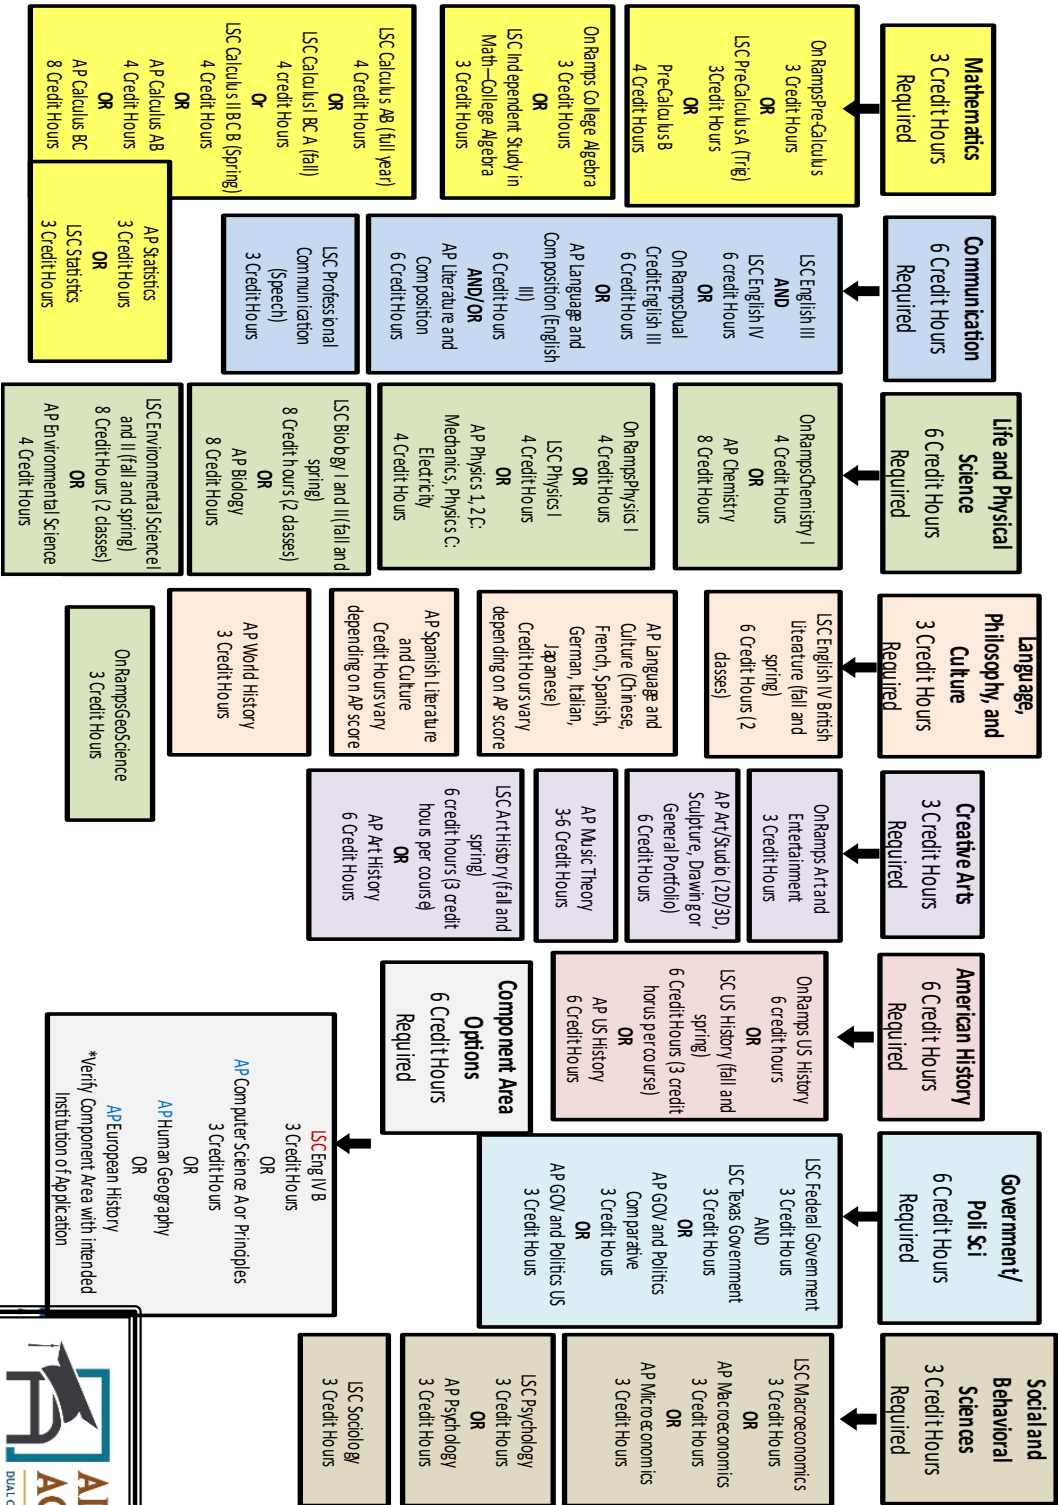 Mathematics
3 Credit Hours
Required
OnRamps Pre-Calculus
3 Credit Hours
OR
LSC Pre Calculus A (Trig)
3 Credit Hours
OR
Pre-Calculus B
4 Credit Hours
OnRamps College Algebra
3 Credit Hours
OR
LSC Independent Study in
Math—College Algebra
3 Credit Hours
LSC Calculus AB (full year)
4 Credit Hours
OR
LSC Calculus I BC A (fall)
4 credit Hours
Or
LSC Calculus II BC B (Spring)
4 Credit Hours
OR
AP Calculus AB
4 Credit Hours
OR
AP Calculus BC
8 Credit Hours
AP Statistics
3 Credit Hours
OR
LSC Statistics
3 Credit Hours
Communication
6 Credit Hours
Required
LSC English III
AND
LSC English IV
6 credit Hours
OR
OnRamps Dual
Credit English III
6 Credit Hours
OR
AP Language and
Composition (English
III)
6 Credit Hours
AND/OR
AP Literature and
Composition
6 Credit Hours
LSC Professional
Communication
(Speech)
3 Credit Hours
Life and Physical
Science
6 Credit Hours
Required
OnRamps Chemistry I
4 Credit Hours
OR
AP Chemistry
8 Credit Hours
OnRamps Physics I
4 Credit Hours
OR
LSC Physics I
4 Credit Hours
OR
AP Physics 1, 2,C:
Mechanics, Physics C:
Electricity
4 Credit Hours
LSC Biology I and II (fall and
spring)
8 Credit hours (2 classes)
OR
AP Biology
8 Credit Hours
LSC Environmental Science I
and II (fall and spring)
8 Credit Hours (2 classes)
OR
AP Environmental Science
4 Credit Hours
Language,
Philosophy, and
Culture
3 Credit Hours
Required
LSC English IV British
Literature (fall and
spring)
6 Credit Hours (2
classes)
AP Language and
Culture (Chinese,
French, Spanish,
German, Italian,
Japanese)
Credit Hours vary
depending on AP score
AP Spanish Literature
and Culture
Credit Hours vary
depending on AP score
AP World History
3 Credit Hours
OnRamps GeoScience
3 Credit Hours
Creative Arts
3 Credit Hours
Required
OnRamps Art and
Entertainment
3 Credit Hours
AP Art/Studio (2D/3D,
Sculpture, Drawing or
General Portfolio)
6 Credit Hours
AP Music Theory
3-6 Credit Hours
LSC Art History (fall and
spring)
6 credit hours (3 credit
hours per course)
OR
AP Art History
6 Credit Hours
American History
6 Credit Hours
Required
OnRamps US History
6 credit hours
OR
LSC US History (fall and
spring)
6 Credit Hours (3 credit
horus per course)
OR
AP US History
6 Credit Hours
Component Area
Options
6 Credit Hours
Required
LSC Eng IV B
3 Credit Hours
OR
AP Computer Science A or Principles
3 Credit Hours
OR
AP Human Geography
OR
AP European History
*Verify Component Area with intended
Institution of Application
Government/
Poli Sci
6 Credit Hours
Required
LSC Federal Government
3 Credit Hours
AND
LSC Texas Government
3 Credit Hours
OR
AP GOV and Politics
Comparative
3 Credit Hours
OR
AP GOV and Politics US
3 Credit Hours
Social and
Behavioral
Sciences
3 Credit Hours
Required
LSC Macroeconomics
3 Credit Hours
OR
AP Macroeconomics
3 Credit Hours
OR
AP Microeconomics
3 Credit Hours
LSC Psychology
3 Credit Hours
OR
AP Psychology
3 Credit Hours
LSC Sociology
3 Credit Hours
DUAL